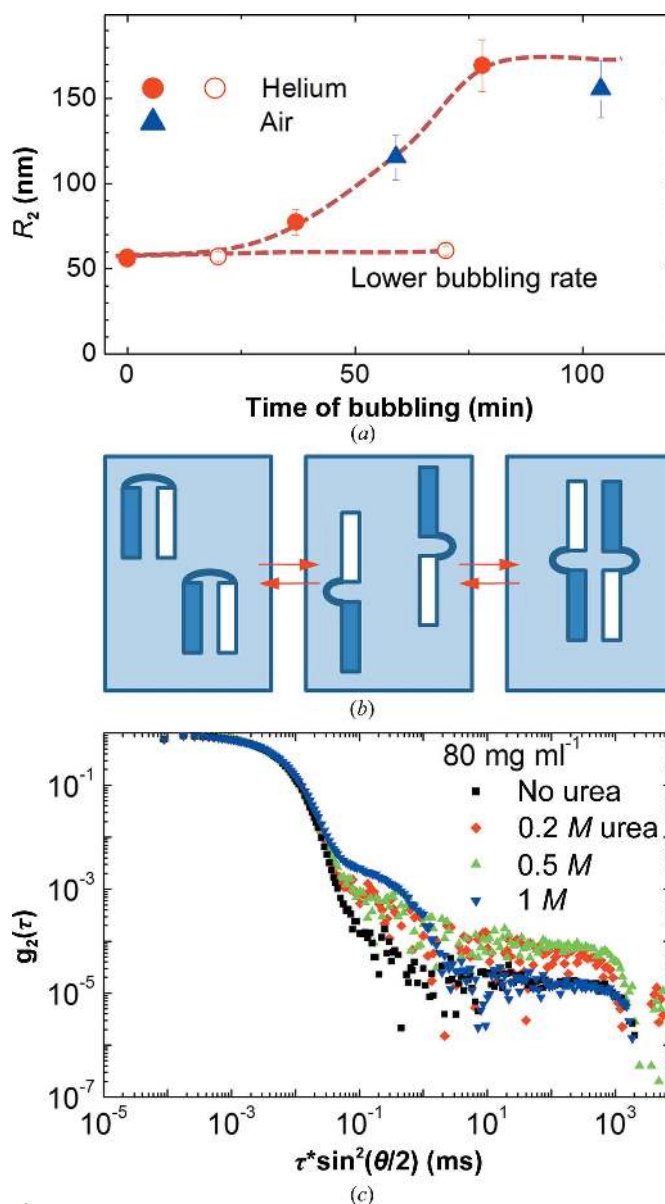 150
100
50
0
R₂ (nm)
Helium
Air
Lower bubbling rate
0 50 100
Time of bubbling (min)
(a)
(b)
80 mg ml⁻¹
No urea
0.2 M urea
0.5 M
1 M
10⁻¹
10⁻³
10⁻⁵
10⁻⁷
g₂(τ)
10⁻⁵ 10⁻³ 10⁻¹ 10¹ 10³
τ*sin²(θ/2) (ms)
(c)